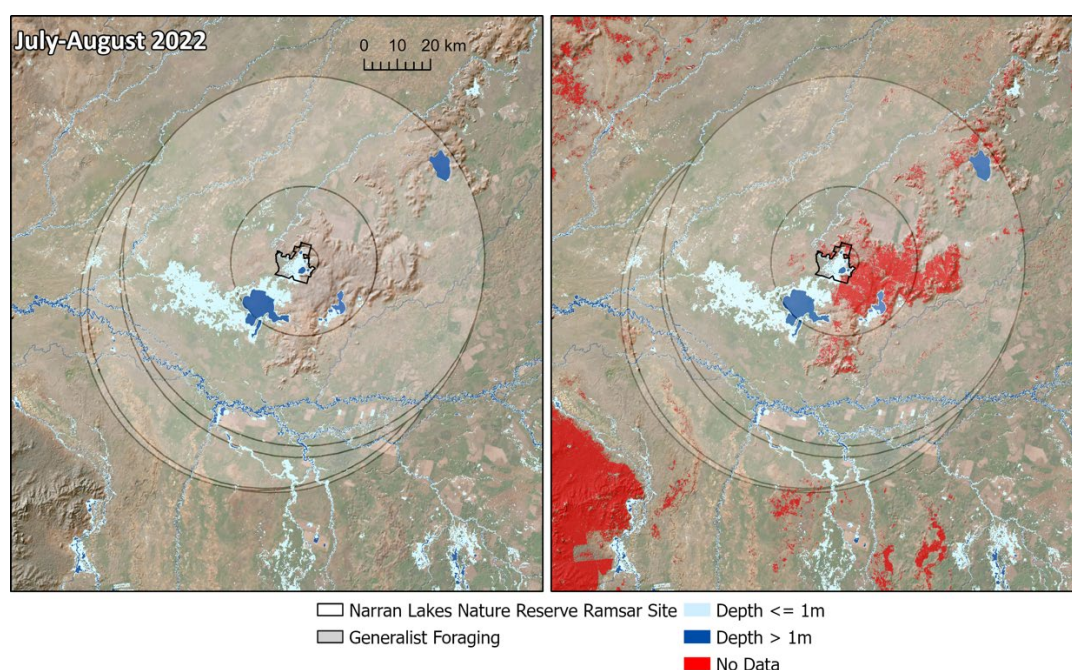 July-August 2022
0 10 20 km
Narran Lakes Nature Reserve Ramsar Site
Generalist Foraging
Depth <= 1m
Depth > 1m
No Data